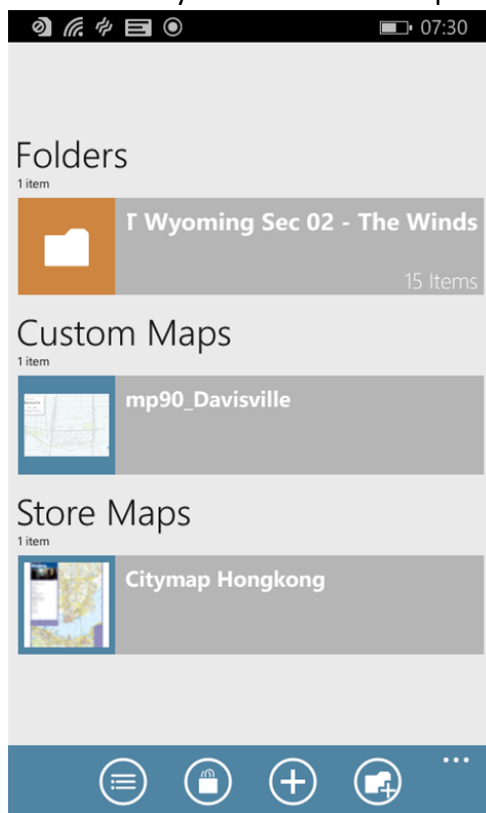 07:30
Folders
1 item
T Wyoming Sec 02 - The Winds
15 Items
Custom Maps
1 item
mp90_Davisville
Store Maps
1 item
Citymap Hongkong